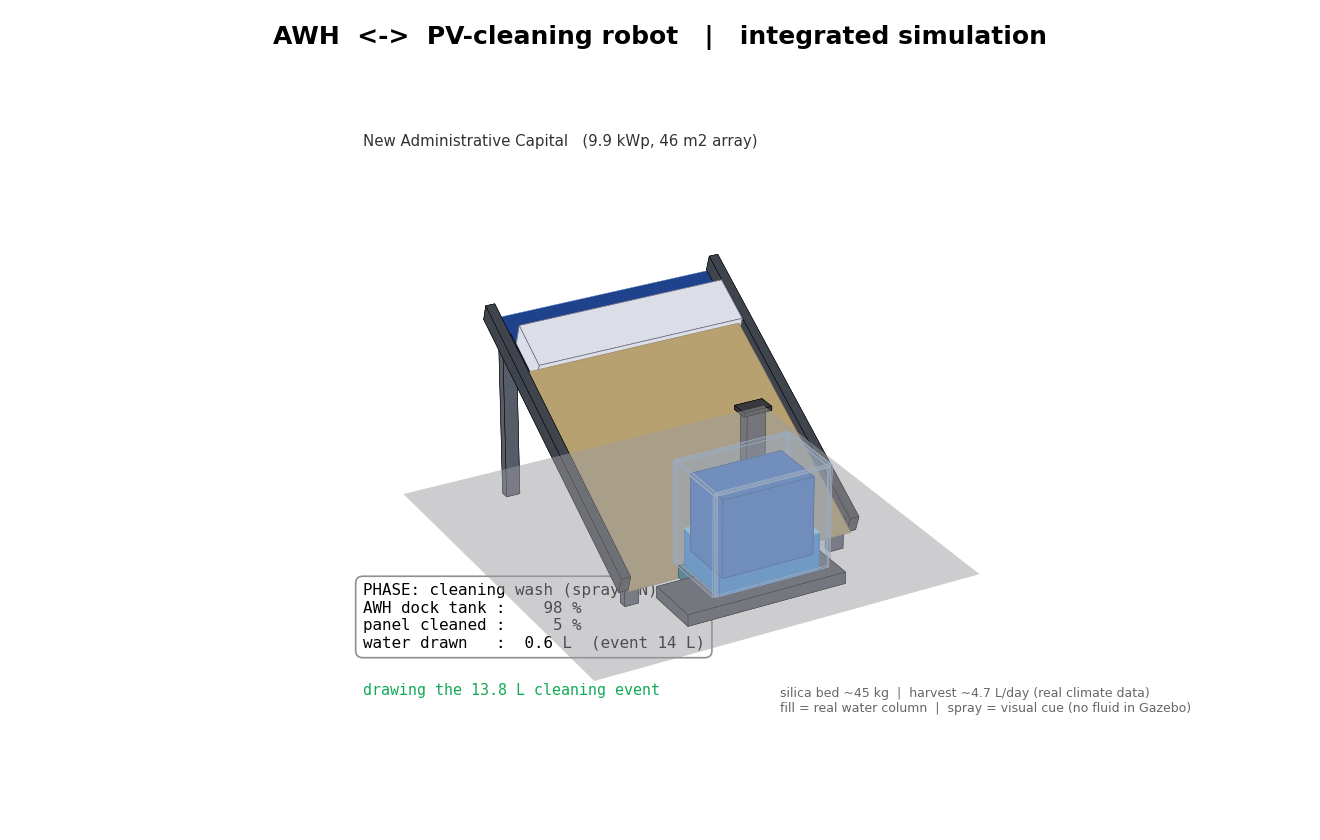 AWH <-> PV-cleaning robot | integrated simulation
New Administrative Capital (9.9 kWp, 46 m2 array)
PHASE: cleaning wash (spray N)
AWH dock tank : 98 %
panel cleaned : 5 %
water drawn : 0.6 L (event 14 L)
drawing the 13.8 L cleaning event
silica bed ~45 kg | harvest ~4.7 L/day (real climate data)
fill = real water column | spray = visual cue (no fluid in Gazebo)